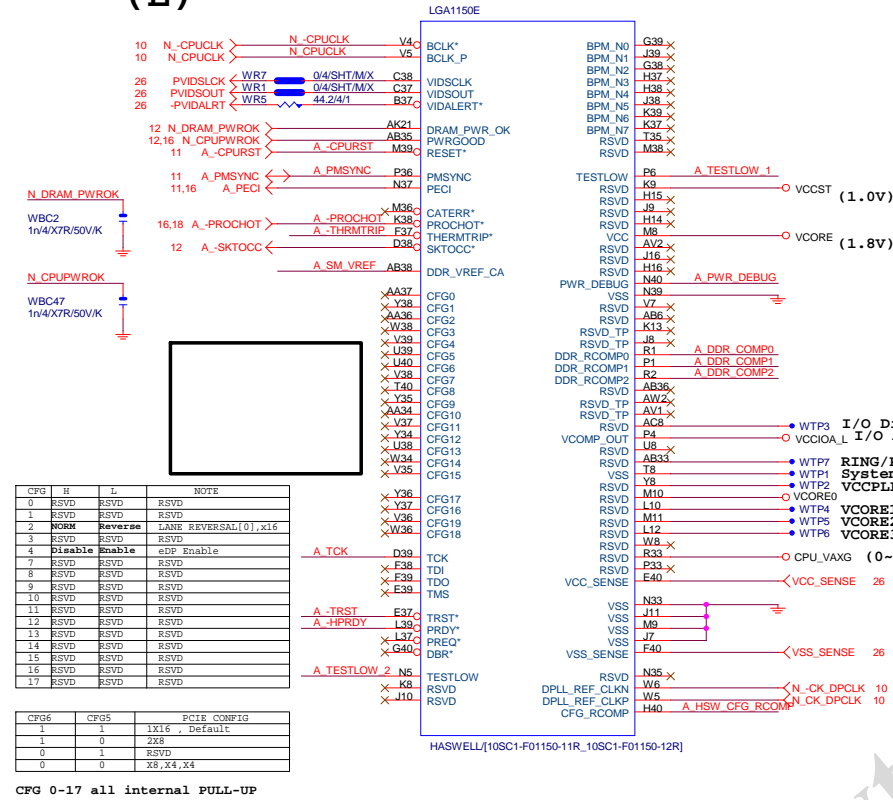 (E)
LGA1150E
10 N_-CPUCLK N_-CPUCLK V4 BCLK*
10 N_CPUCLK N_CPUCLK V5 BCLK_P
26 PVIDSLCK WR7 0/4/SHT/M/X C38 VIDSCLK
26 PVIDSOUT WR1 0/4/SHT/M/X C37 VIDSOUT
26 -PVIDALRT WR5 44.2/4/1 B37 VIDALERT*
12 N_DRAM_PWROK AK21 DRAM_PWR_OK
12,16 N_CPUPWROK AB35 PWRGOOD
11 A_-CPURST A_-CPURST M39 RESET*
11 A_PMSYNC A_PMSYNC P36 PMSYNC
11,16 A_PECI N37 PECI
M36 CATERR*
16,18 A_-PROCHOT A_-PROCHOT K38 PROCHOT*
A_-THRMTRIP F37 THERMTRIP*
12 A_-SKTOCC D38 SKTOCC*
A_SM_VREF AB38 DDR_VREF_CA
N_DRAM_PWROK
WBC2
1n/4/X7R/50V/K
N_CPUPWROK
WBC47
1n/4/X7R/50V/K
AA37 CFG0
Y38 CFG1
AA36 CFG2
W38 CFG3
V39 CFG4
U39 CFG5
U40 CFG6
V38 CFG7
T40 CFG8
Y35 CFG9
AA34 CFG10
V37 CFG11
Y34 CFG12
U38 CFG13
W34 CFG14
V35 CFG15
Y36 CFG17
Y37 CFG16
V36 CFG19
W36 CFG18
A_TCK D39 TCK
F38 TDI
F39 TDO
E39 TMS
A_-TRST E37 TRST*
A_-HPRDY L39 PRDY*
L37 PREQ*
G40 DBR*
A_TESTLOW_2 N5 TESTLOW
K8 RSVD
J10 RSVD
BPM_N0 G39
BPM_N1 J39
BPM_N2 G38
BPM_N3 H37
BPM_N4 H38
BPM_N5 J38
BPM_N6 K39
BPM_N7 K37
RSVD T35
RSVD M38
TESTLOW P6 A_TESTLOW_1
RSVD K9 VCCST (1.0V)
RSVD H15
RSVD J9
RSVD H14
VCC M8 VCORE (1.8V)
RSVD AV2
RSVD J16
RSVD H16
PWR_DEBUG N40 A_PWR_DEBUG
VSS N39
RSVD V7
RSVD AB6
RSVD_TP K13
RSVD_TP J8
DDR_RCOMP0 R1 A_DDR_COMP0
DDR_RCOMP1 P1 A_DDR_COMP1
DDR_RCOMP2 R2 A_DDR_COMP2
RSVD AB36
RSVD_TP AW2
RSVD_TP AV1
RSVD AC8 WTP3 I/O
VCOMP_OUT P4 VCCIOA_L I/O
RSVD U8
RSVD AB33 WTP7
VSS T8 WTP1 System
RSVD Y8 WTP2 VCCPLL
RSVD M10 VCORE0
RSVD L10 WTP4
RSVD M11 WTP5
RSVD L12 WTP6
RSVD W8
RSVD R33 CPU_VAXG (0~
RSVD P33
VCC_SENSE E40 VCC_SENSE 26
VSS N33
VSS J11
VSS M9
VSS J7
VSS_SENSE F40 VSS_SENSE 26
RSVD N35
DPLL_REF_CLKN W6 N_-CK_DPCLK 10
DPLL_REF_CLKP W5 N_CK_DPCLK 10
CFG_RCOMP H40 A_HSW_CFG_RCOMP
HASWELL/[10SC1-F01150-11R_10SC1-F01150-12R]
CFG H L NOTE
0 RSVD RSVD RSVD
1 RSVD RSVD RSVD
2 NORM Reverse LANE REVERSAL[0],x16
3 RSVD RSVD RSVD
4 Disable Enable eDP Enable
7 RSVD RSVD RSVD
8 RSVD RSVD RSVD
9 RSVD RSVD RSVD
10 RSVD RSVD RSVD
11 RSVD RSVD RSVD
12 RSVD RSVD RSVD
13 RSVD RSVD RSVD
14 RSVD RSVD RSVD
15 RSVD RSVD RSVD
16 RSVD RSVD RSVD
17 RSVD RSVD RSVD
CFG6 CFG5 PCIE CONFIG
1 1 1X16 , Default
1 0 2X8
0 1 RSVD
0 0 X8,X4,X4
CFG 0-17 all internal PULL-UP